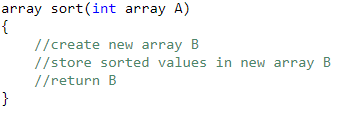 array sort(int array A)
{
//create new array B
//store sorted values in new array B
//return B
}